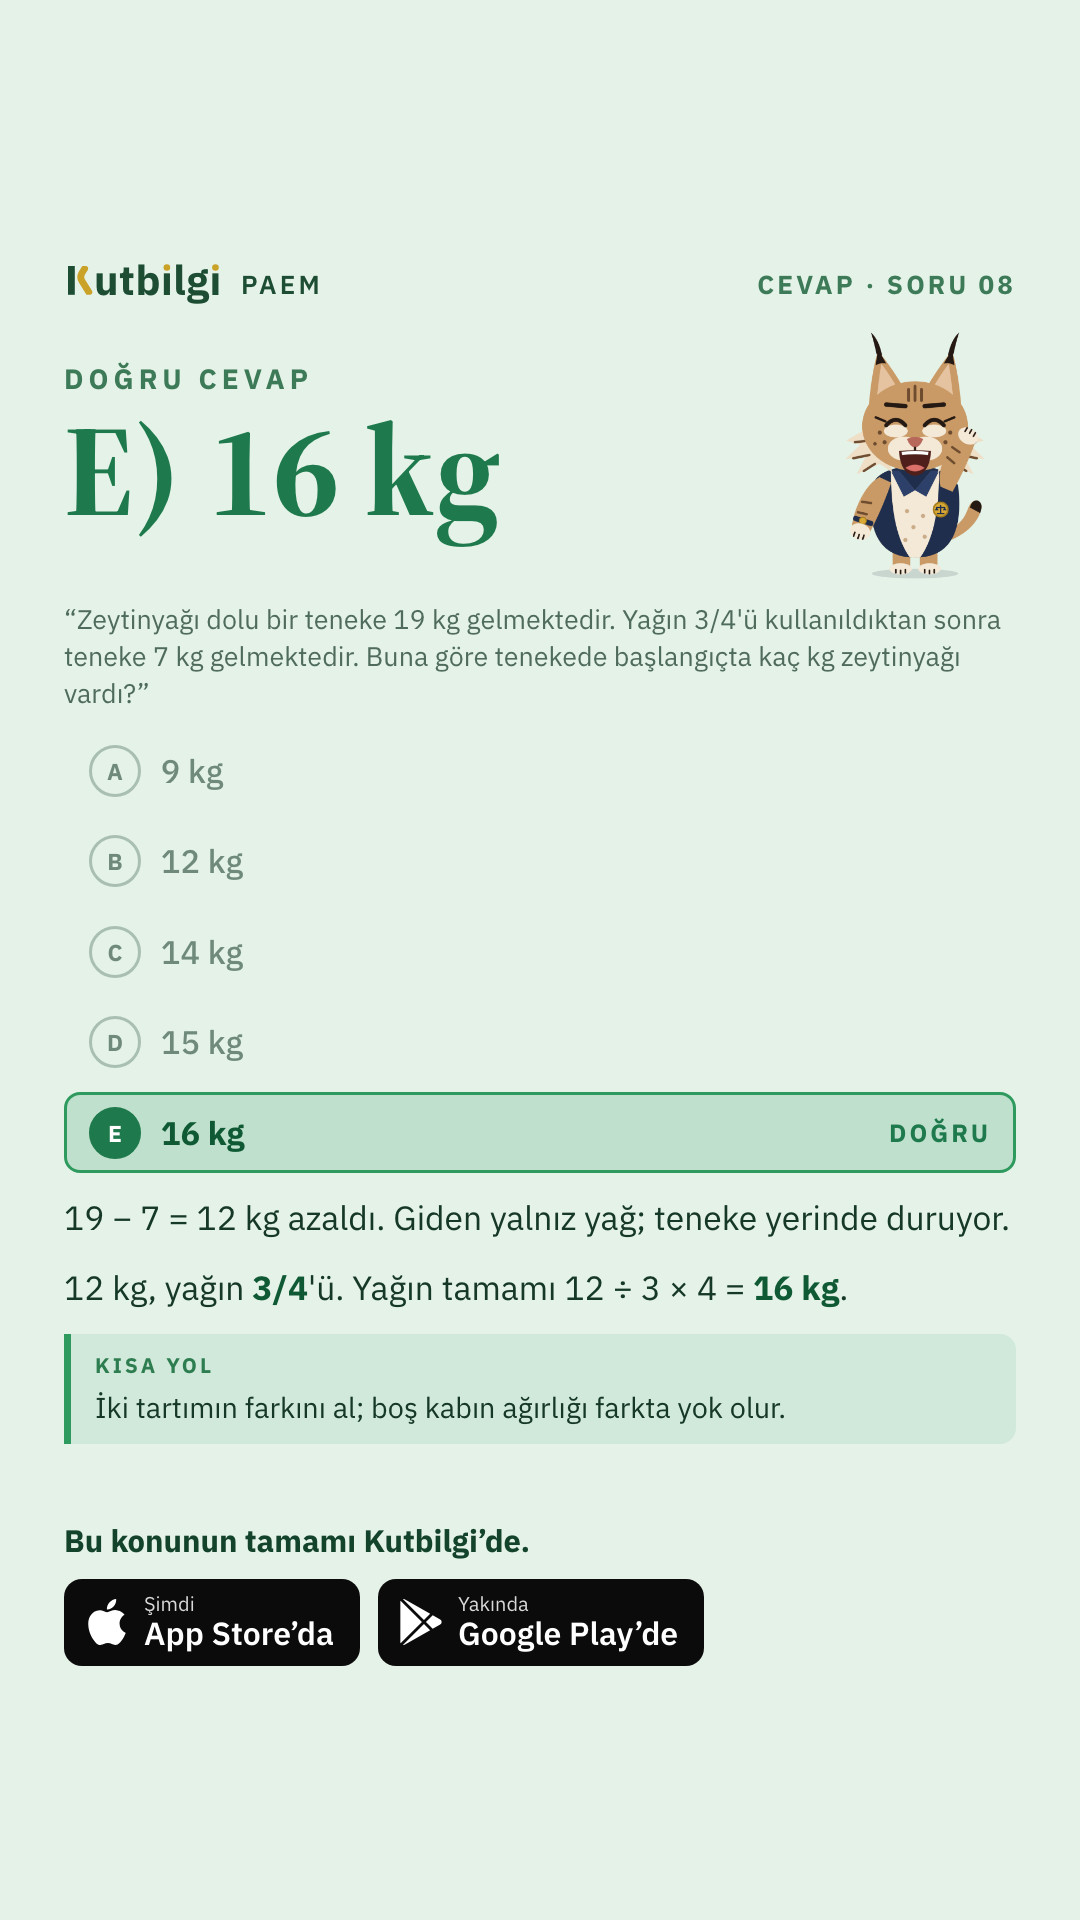 Kutbilgi PAEM
CEVAP · SORU 08
DOĞRU CEVAP
E) 16 kg
“Zeytinyağı dolu bir teneke 19 kg gelmektedir. Yağın 3/4'ü kullanıldıktan sonra
teneke 7 kg gelmektedir. Buna göre tenekede başlangıçta kaç kg zeytinyağı
vardı?”
A 9 kg
B 12 kg
C 14 kg
D 15 kg
E 16 kg DOĞRU
19 − 7 = 12 kg azaldı. Giden yalnız yağ; teneke yerinde duruyor.
12 kg, yağın 3/4'ü. Yağın tamamı 12 ÷ 3 × 4 = 16 kg.
KISA YOL
İki tartımın farkını al; boş kabın ağırlığı farkta yok olur.
Bu konunun tamamı Kutbilgi’de.
Şimdi
App Store’da
Yakında
Google Play’de